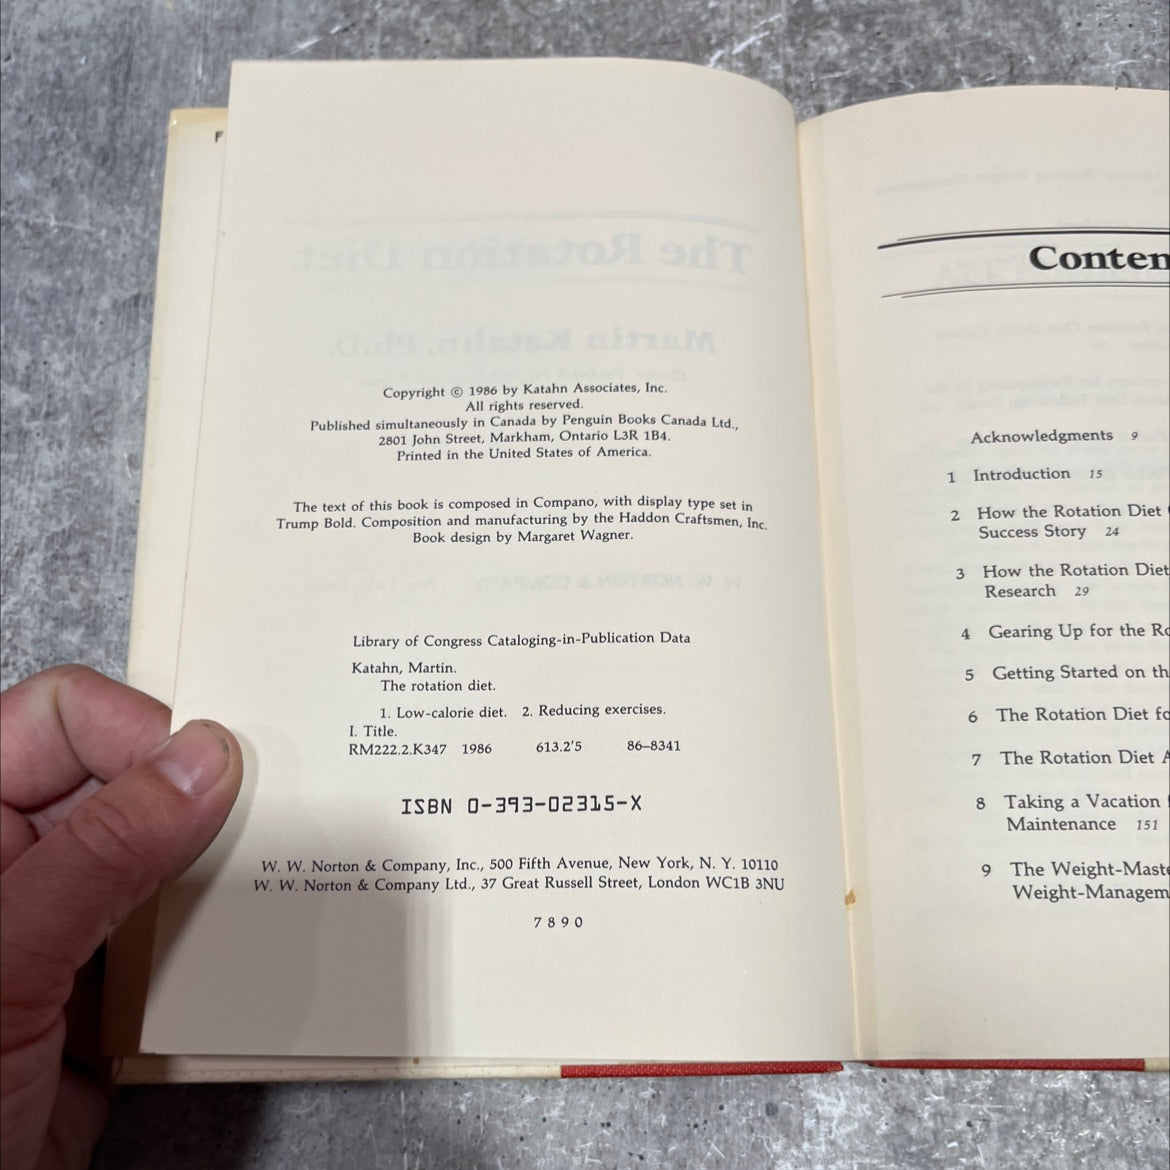 F
Copyright © 1986 by Katahn Associates, Inc.
All rights reserved.
Published simultaneously in Canada by Penguin Books Canada Ltd.,
2801 John Street, Markham, Ontario L3R 1B4.
Printed in the United States of America.
The text of this book is composed in Compano, with display type set in
Trump Bold. Composition and manufacturing by the Haddon Craftsmen, Inc.
Book design by Margaret Wagner.
Library of Congress Cataloging-in-Publication Data
Katahn, Martin.
The rotation diet.
1. Low-calorie diet. 2. Reducing exercises.
I. Title.
RM222.2.K347 1986 613.2'5 86–8341
ISBN 0-393-02315-X
W. W. Norton & Company, Inc., 500 Fifth Avenue, New York, N. Y. 10110
W. W. Norton & Company Ltd., 37 Great Russell Street, London WC1B 3NU
7 8 9 0
Conten
Acknowledgments 9
1 Introduction 15
2 How the Rotation Diet
Success Story 24
3 How the Rotation Diet
Research 29
4 Gearing Up for the Ro
5 Getting Started on th
6 The Rotation Diet fo
7 The Rotation Diet A
8 Taking a Vacation
Maintenance 151
9 The Weight-Maste
Weight-Managem